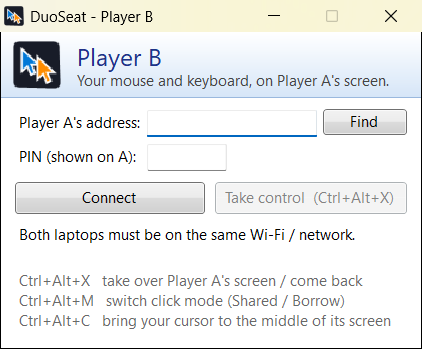 DuoSeat - Player B
Player B
Your mouse and keyboard, on Player A's screen.
Player A's address:
Find
PIN (shown on A):
Connect
Take control (Ctrl+Alt+X)
Both laptops must be on the same Wi-Fi / network.
Ctrl+Alt+X take over Player A's screen / come back
Ctrl+Alt+M switch click mode (Shared / Borrow)
Ctrl+Alt+C bring your cursor to the middle of its screen